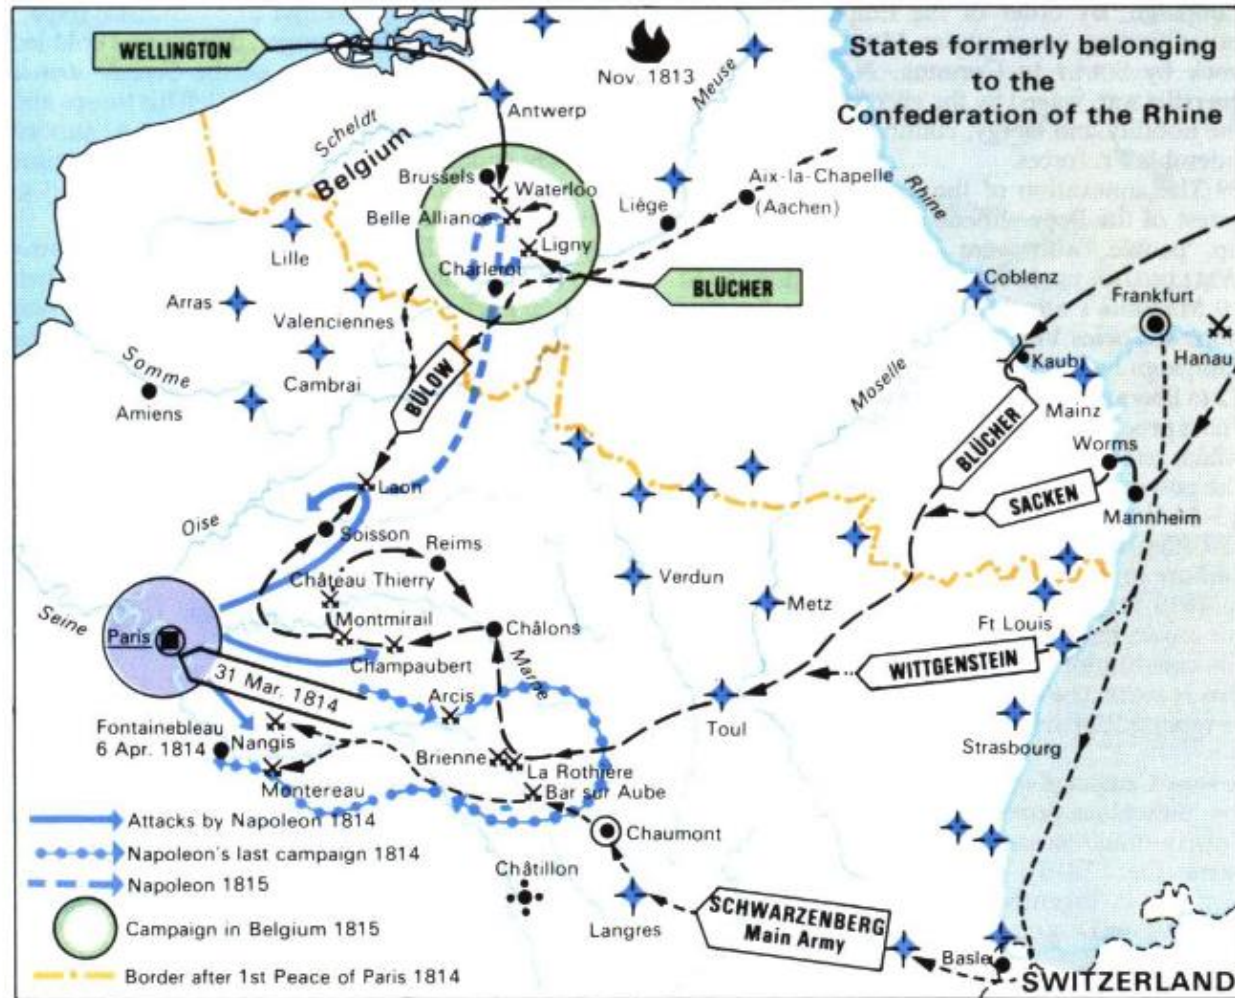 WELLINGTON
Nov. 1813
Meuse
States formerly belonging
to the
Confederation of the Rhine
Antwerp
Scheldt
Belgium
Brussels
Waterloo
Belle Alliance
Ligny
Charleroi
Liège
Aix-la-Chapelle
(Aachen)
Rhine
BLÜCHER
Lille
Arras
Valenciennes
Cambrai
Somme
Amiens
BÜLOW
Coblenz
Frankfurt
Hanau
Kaub
Mainz
Moselle
BLÜCHER
Worms
SACKEN
Mannheim
Laon
Oise
Soisson
Reims
Château Thierry
Montmirail
Champaubert
Châlons
Marne
Verdun
Metz
Ft Louis
WITTGENSTEIN
Seine
Paris
31 Mar. 1814
Arcis
Toul
Strasbourg
Fontainebleau
6 Apr. 1814
Nangis
Montereau
Brienne
La Rothière
Bar sur Aube
Chaumont
Châtillon
Langres
SCHWARZENBERG
Main Army
Basle
SWITZERLAND
Attacks by Napoleon 1814
Napoleon's last campaign 1814
Napoleon 1815
Campaign in Belgium 1815
Border after 1st Peace of Paris 1814